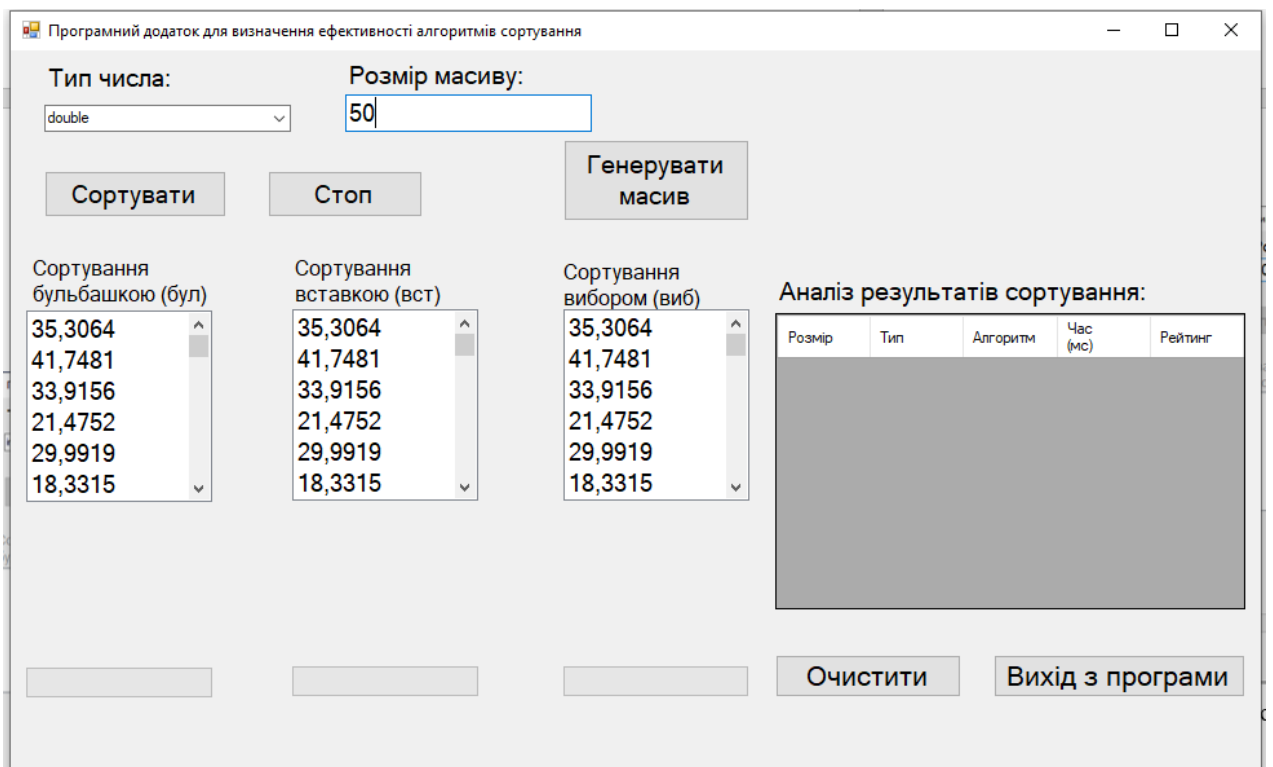 Програмний додаток для визначення ефективності алгоритмів сортування
Тип числа:
Розмір масиву:
double
50
Сортувати
Стоп
Генерувати
масив
Сортування
бульбашкою (бул)
35,3064
41,7481
33,9156
21,4752
29,9919
18,3315
Сортування
вставкою (вст)
35,3064
41,7481
33,9156
21,4752
29,9919
18,3315
Сортування
вибором (виб)
35,3064
41,7481
33,9156
21,4752
29,9919
18,3315
Аналіз результатів сортування:
Розмір Тип Алгоритм Час (мс) Рейтинг
Очистити
Вихід з програми